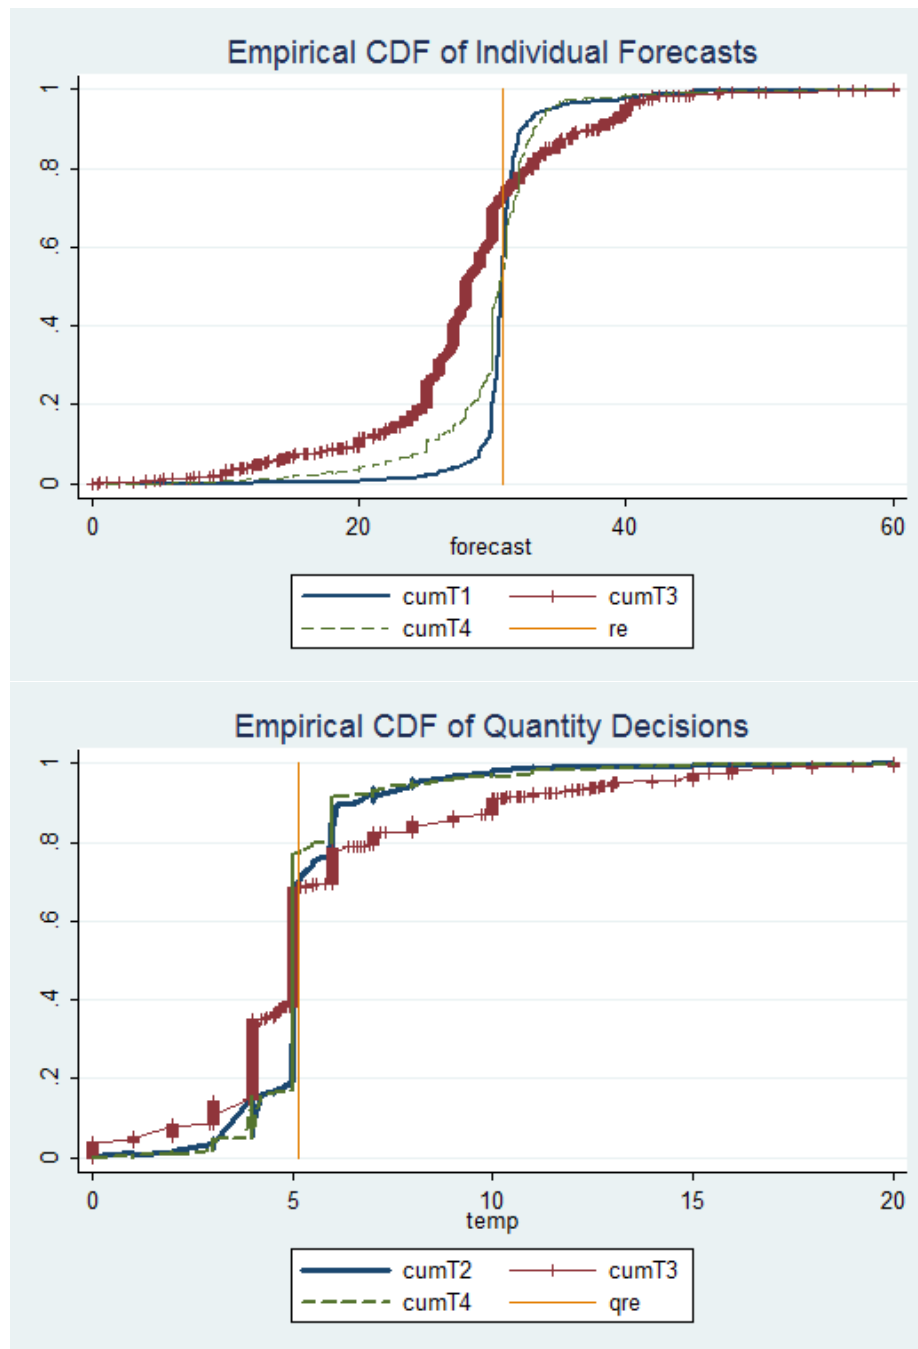 Empirical CDF of Individual Forecasts
1
.8
.6
.4
.2
0
0 20 40 60
forecast
cumT1 cumT3
cumT4 re
Empirical CDF of Quantity Decisions
1
.8
.6
.4
.2
0
0 5 10 15 20
temp
cumT2 cumT3
cumT4 qre